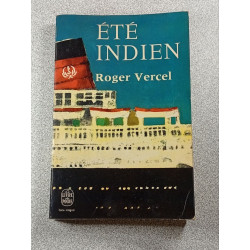 ÉTÉ
INDIEN
Roger Vercel